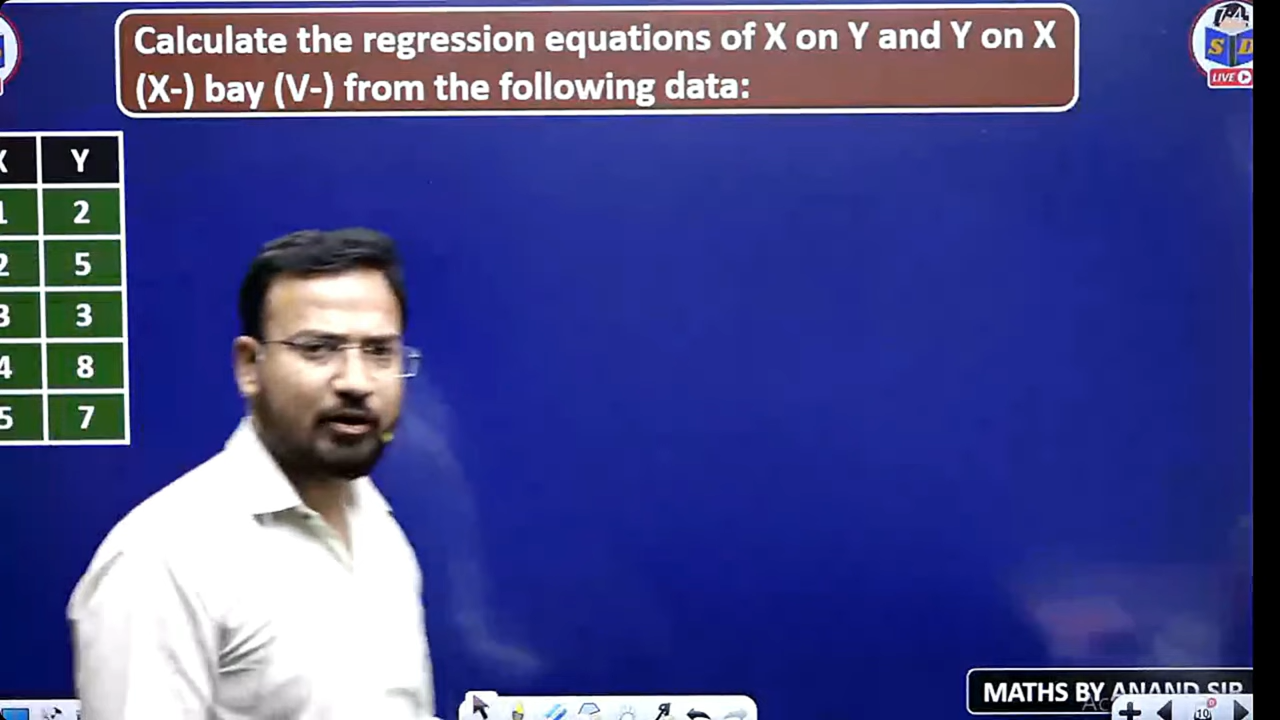 Calculate the regression equations of X on Y and Y on X
(X-) bay (V-) from the following data:
S D
LIVE
X Y
1 2
2 5
3 3
4 8
5 7
MATHS BY ANAND SIR
10